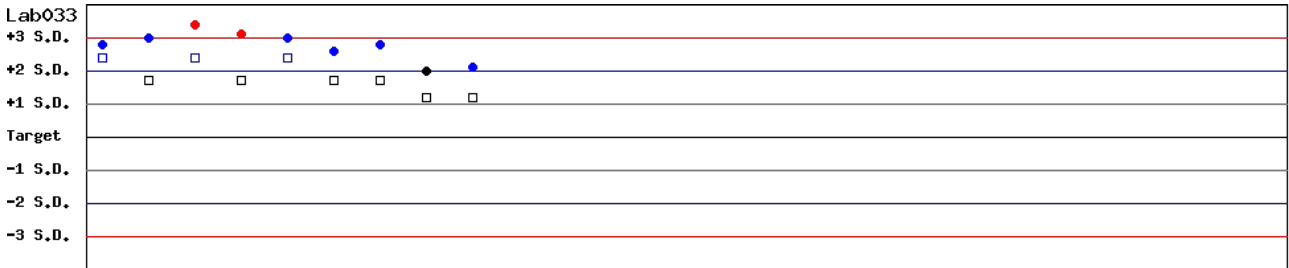 Lab033
+3 S.D.
+2 S.D.
+1 S.D.
Target
-1 S.D.
-2 S.D.
-3 S.D.